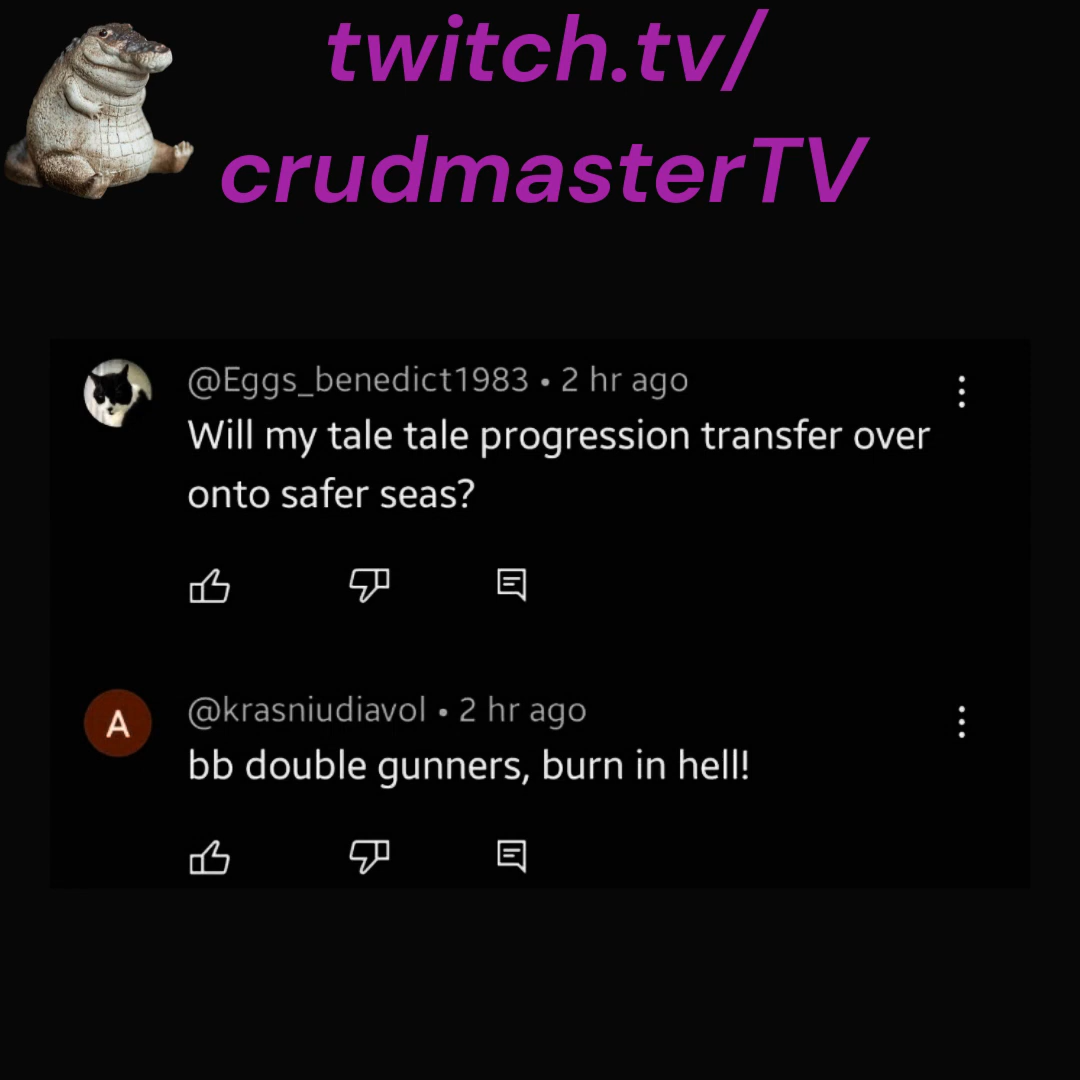 twitch.tv/
crudmasterTV
@Eggs_benedict1983 • 2 hr ago
Will my tale tale progression transfer over
onto safer seas?
A
@krasniudiavol • 2 hr ago
bb double gunners, burn in hell!